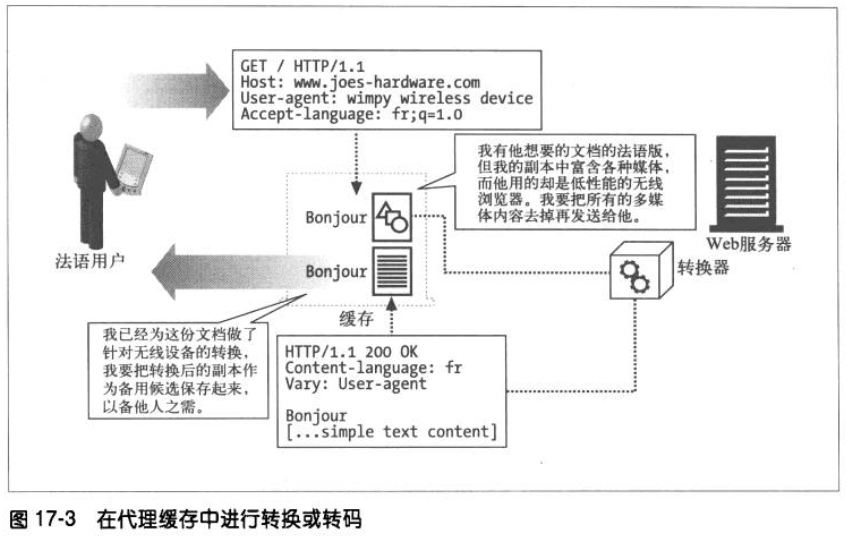 GET / HTTP/1.1
Host: www.joes-hardware.com
User-agent: wimpy wireless device
Accept-language: fr;q=1.0
我有他想要的文档的法语版，
但我的副本中富含各种媒体，
而他用的却是低性能的无线
浏览器。我要把所有的多媒
体内容去掉再发送给他。
Web服务器
Bonjour
法语用户
Bonjour
转换器
缓存
我已经为这份文档做了
针对无线设备的转换，
我要把转换后的副本作
为备用候选保存起来，
以备他人之需。
HTTP/1.1 200 OK
Content-language: fr
Vary: User-agent
Bonjour
[...simple text content]
图 17-3 在代理缓存中进行转换或转码